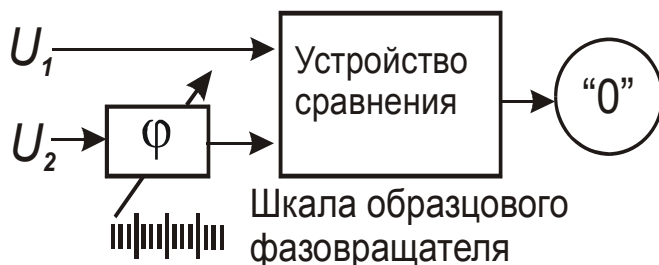 U1
Устройство
сравнения
“0”
U2
φ
Шкала образцового
фазовращателя